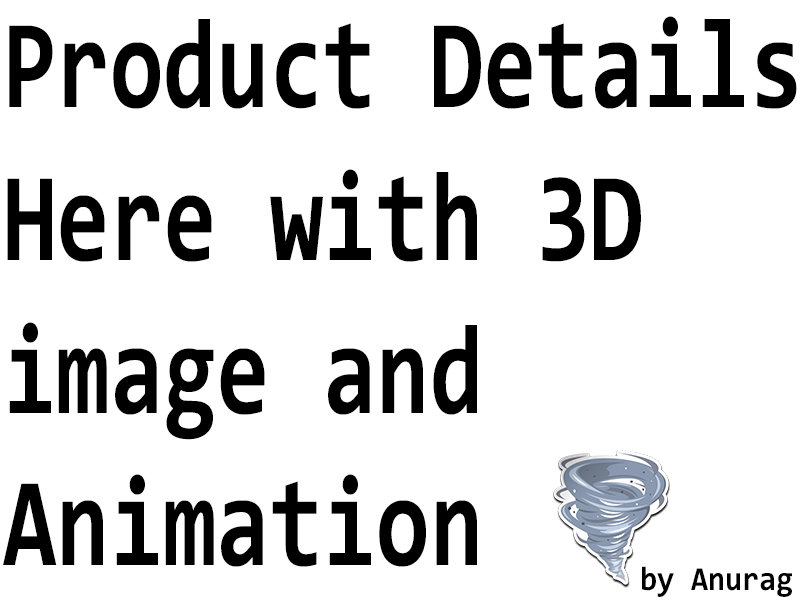 Product Details
Here with 3D
image and
Animation
by Anurag